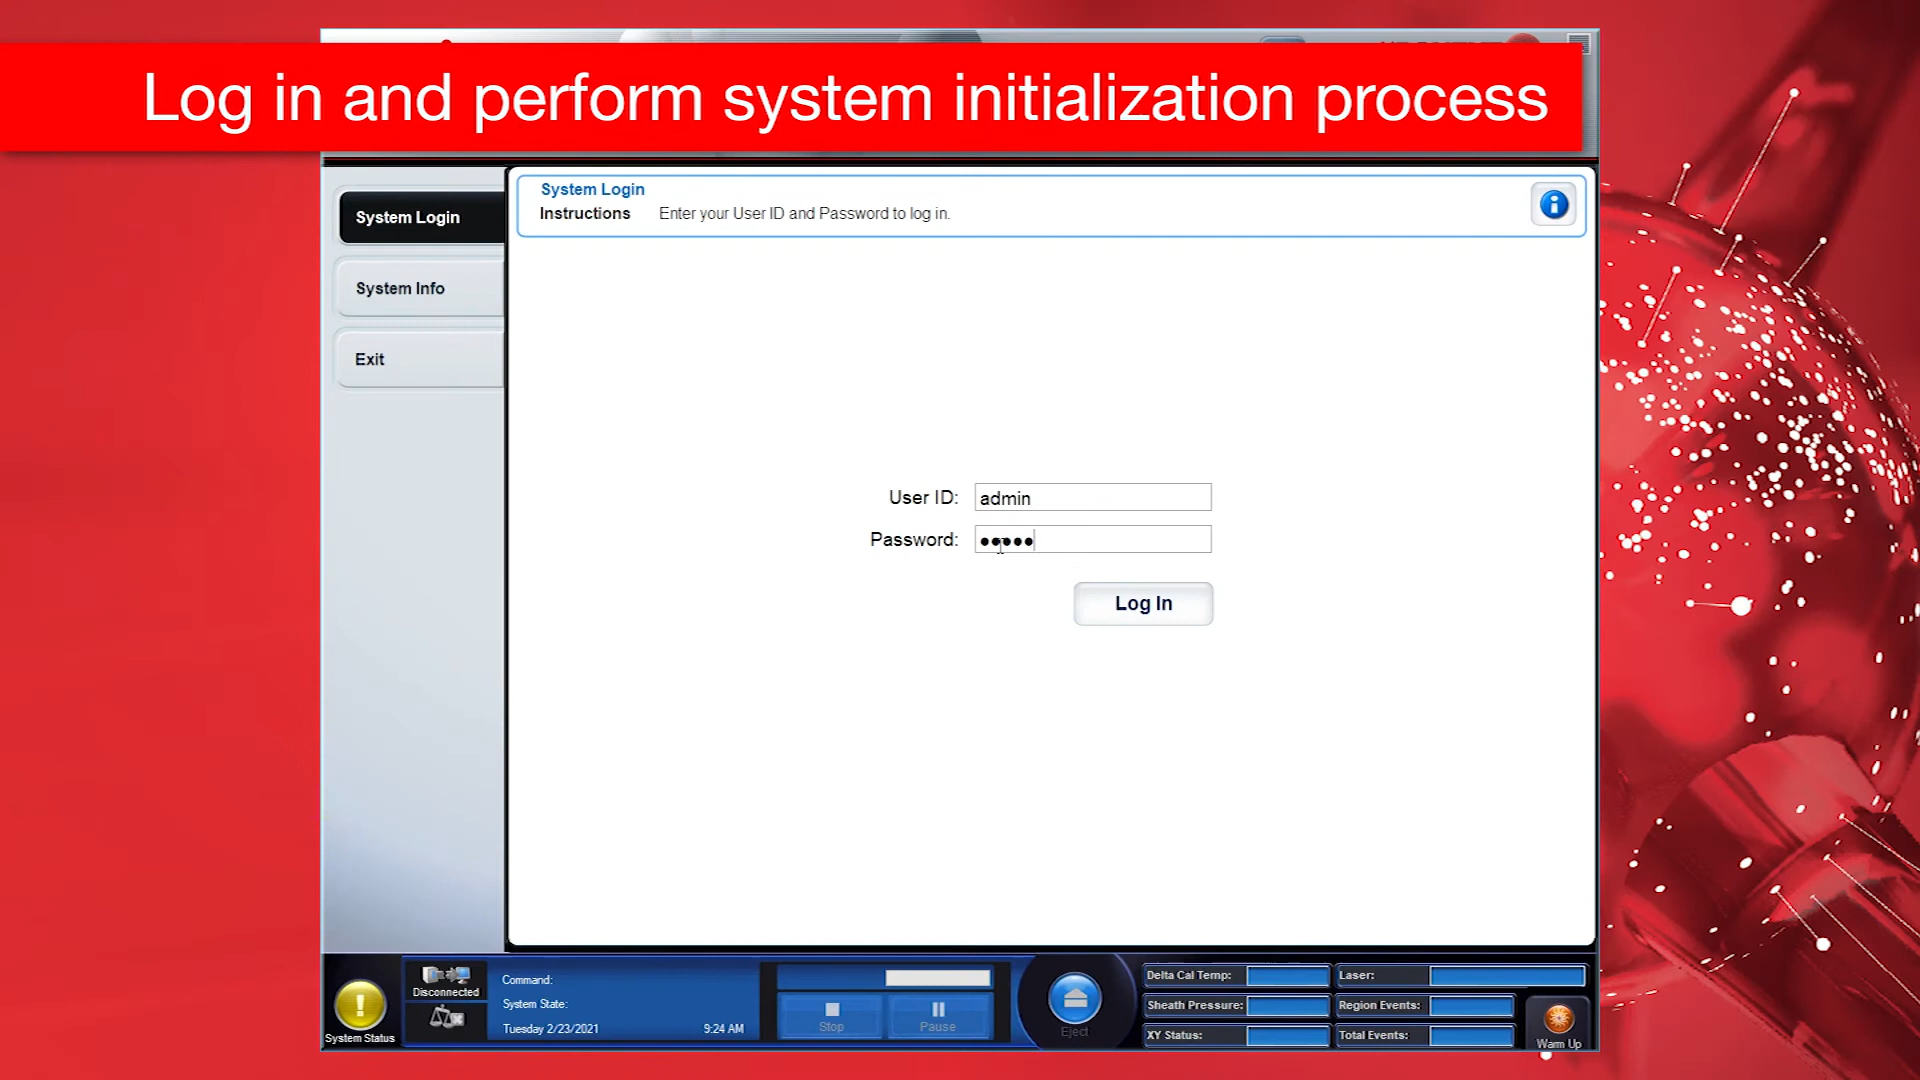 Log in and perform system initialization process
System Login
Instructions Enter your User ID and Password to log in.
System Login
System Info
Exit
User ID: admin
Password:
Log In
System Status
Disconnected
Command:
System State:
Tuesday 2/23/2021 9:24 AM
Stop
Pause
Eject
Delta Cal Temp:
Sheath Pressure:
XY Status:
Laser:
Region Events:
Total Events:
Warm Up